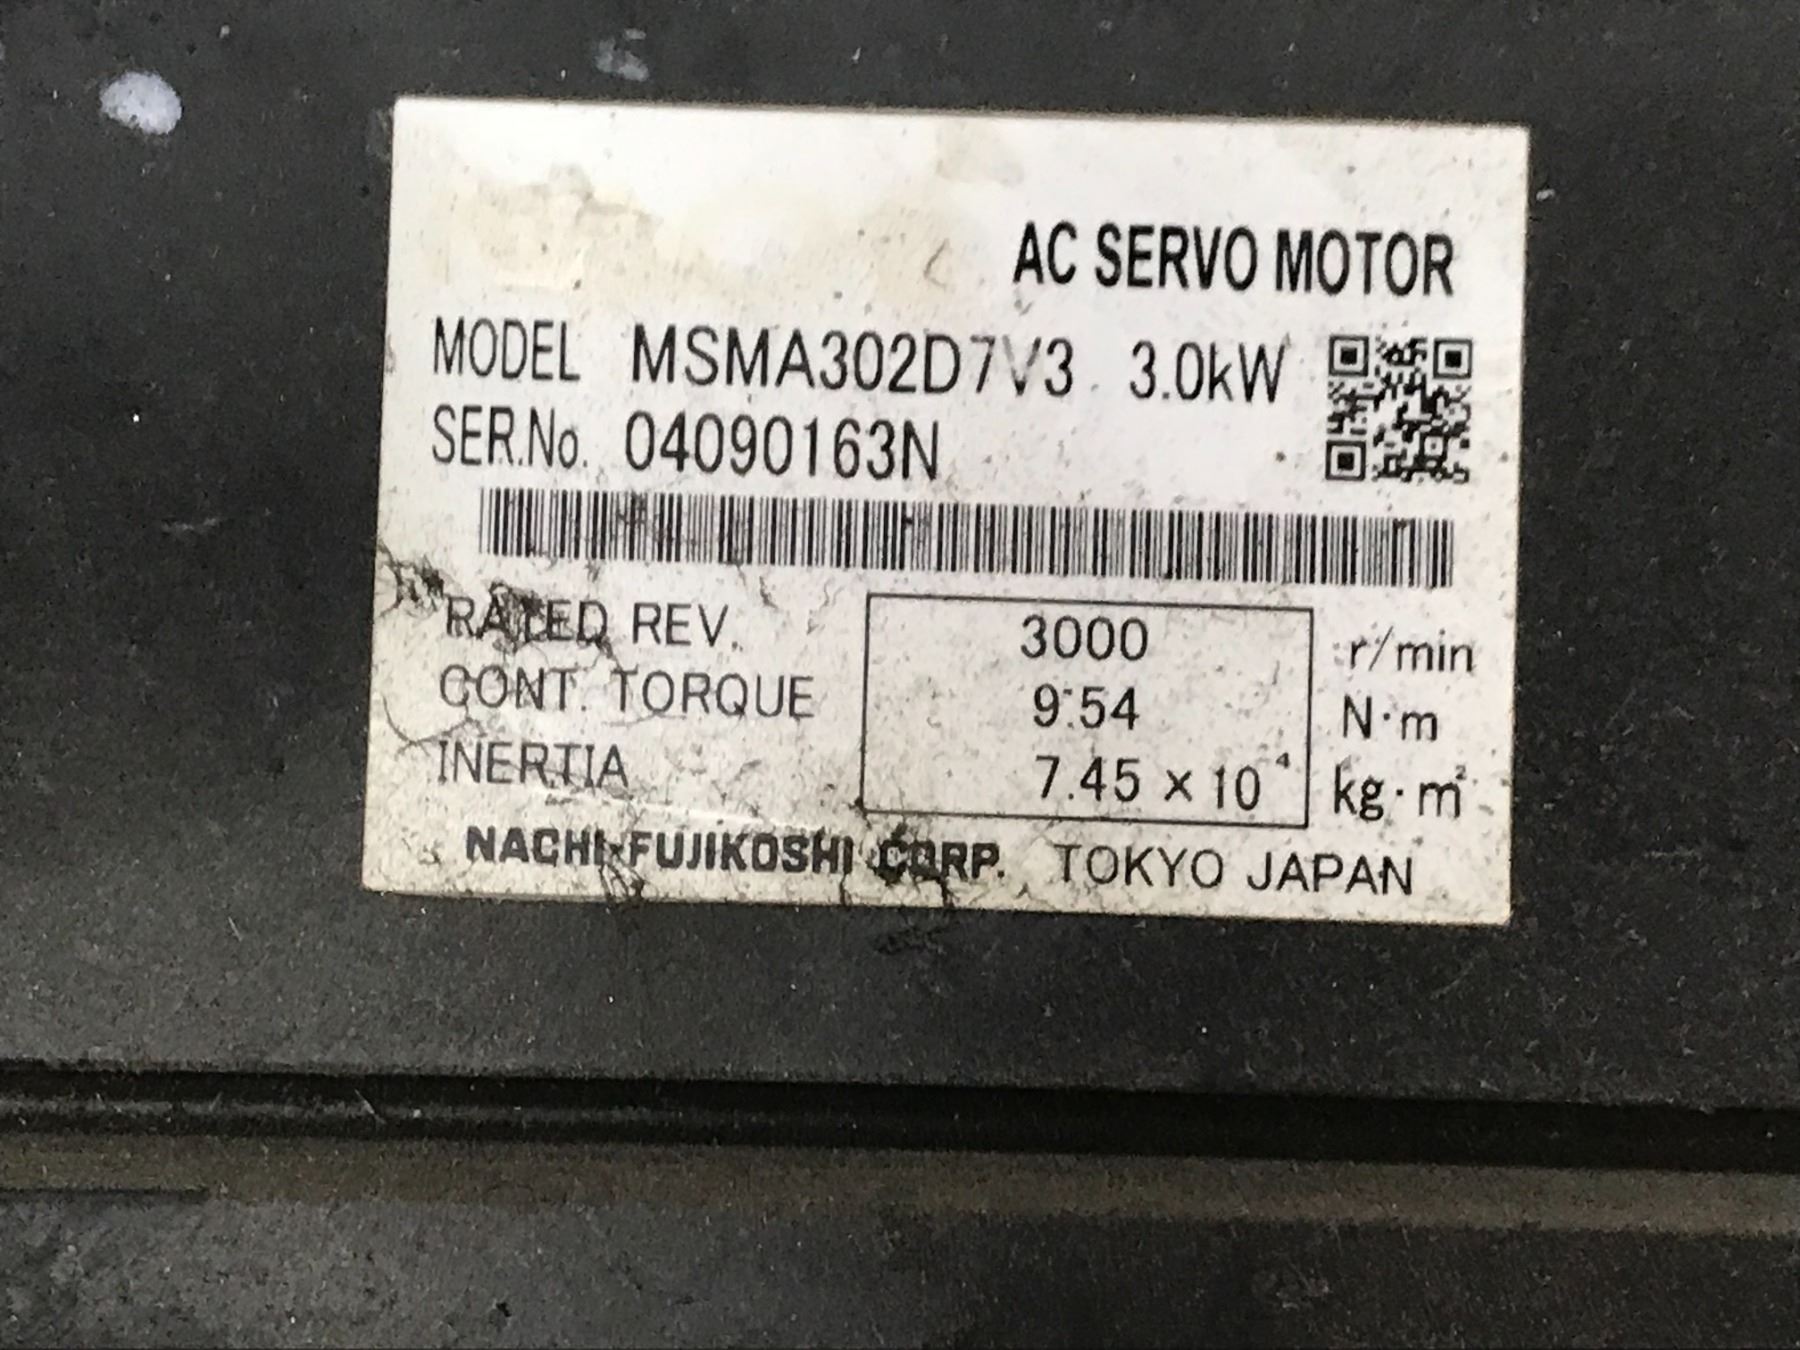 AC SERVO MOTOR
MODEL MSMA302D7V3 3.0kW
SER.No. 04090163N
RATED REV. 3000 r/min
CONT. TORQUE 9.54 N·m
INERTIA 7.45 × 10⁻⁴ kg·m²
NACHI-FUJIKOSHI CORP. TOKYO JAPAN